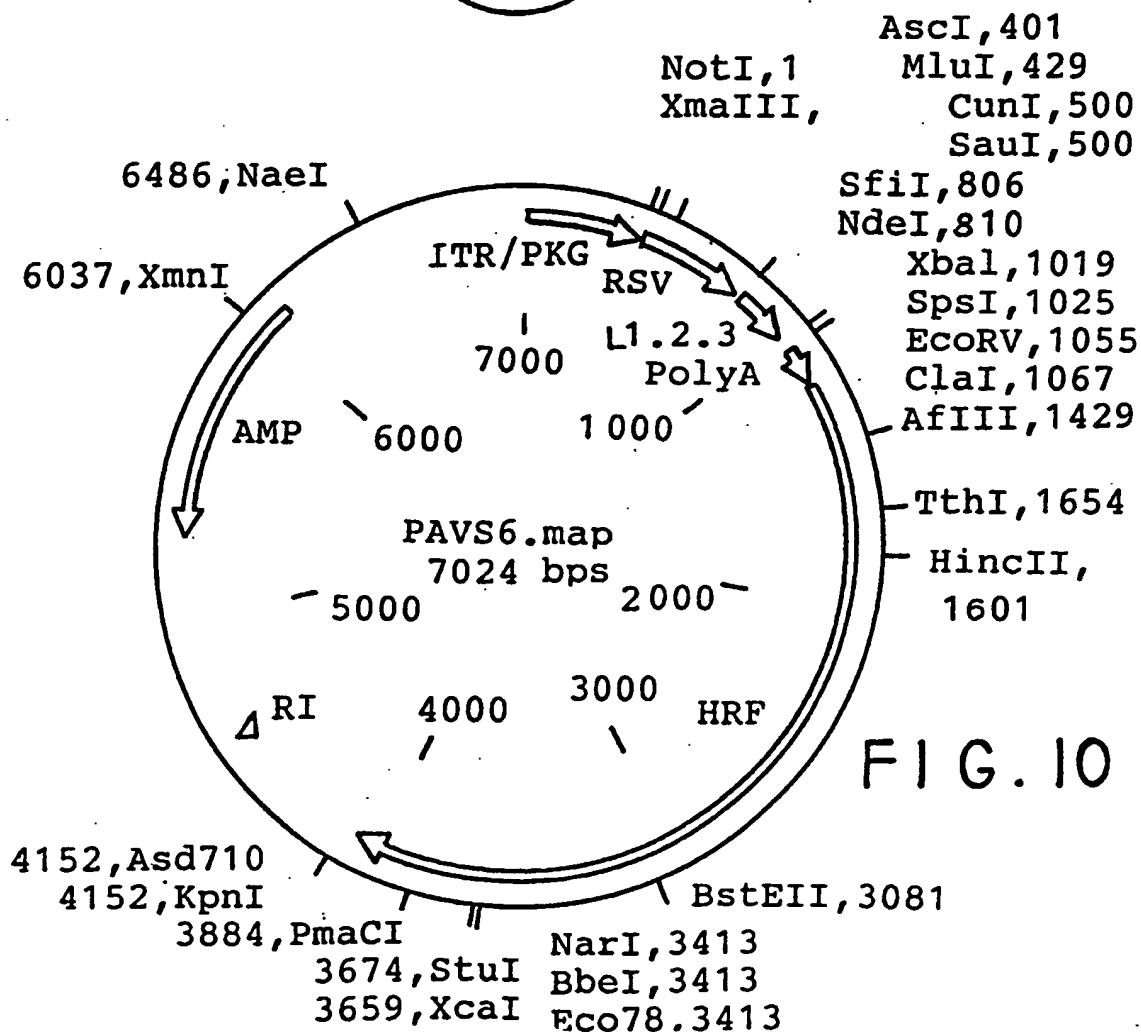 AscI,401
NotI,1 MluI,429
XmaIII, CunI,500
SauI,500
6486,NaeI
SfiI,806
NdeI,810
ITR/PKG
6037,XmnI
RSV
Xbal,1019
SpsI,1025
L1.2.3
EcoRV,1055
7000
PolyA
ClaI,1067
AMP
6000
1000
AfIII,1429
TthI,1654
PAVS6.map
7024 bps
HincII,
1601
5000
2000
RI
4000
3000
HRF
FIG.10
4152,Asd710
4152,KpnI
BstEII,3081
3884,PmaCI
NarI,3413
3674,StuI
BbeI,3413
3659,XcaI
Eco78,3413